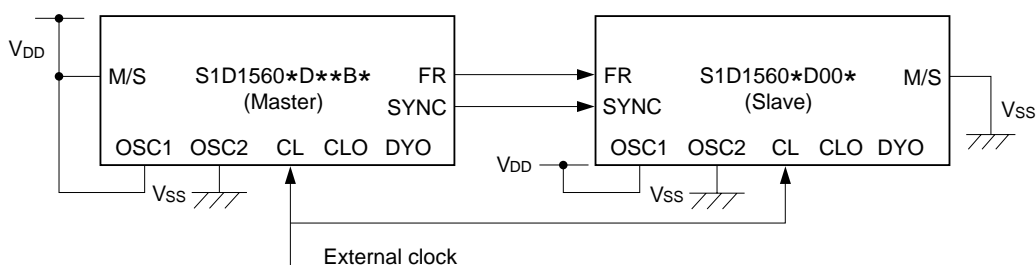 VDD
M/S S1D1560*D**B* FR
(Master) SYNC
OSC1 OSC2 CL CLO DYO
VSS
FR S1D1560*D00* M/S
SYNC (Slave)
OSC1 OSC2 CL CLO DYO
VSS
VDD
VSS
External clock